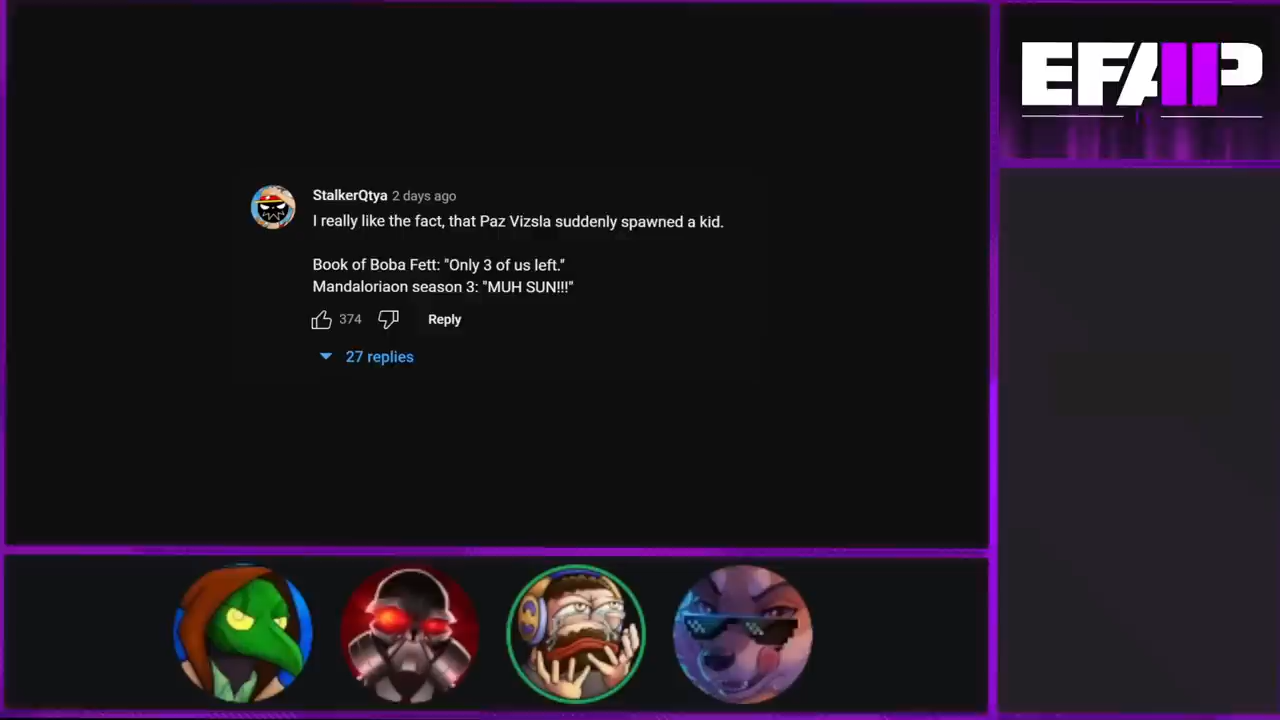 EFAP
StalkerQtya 2 days ago
I really like the fact, that Paz Vizsla suddenly spawned a kid.
Book of Boba Fett: "Only 3 of us left."
Mandaloriaon season 3: "MUH SUN!!!"
374 Reply
27 replies